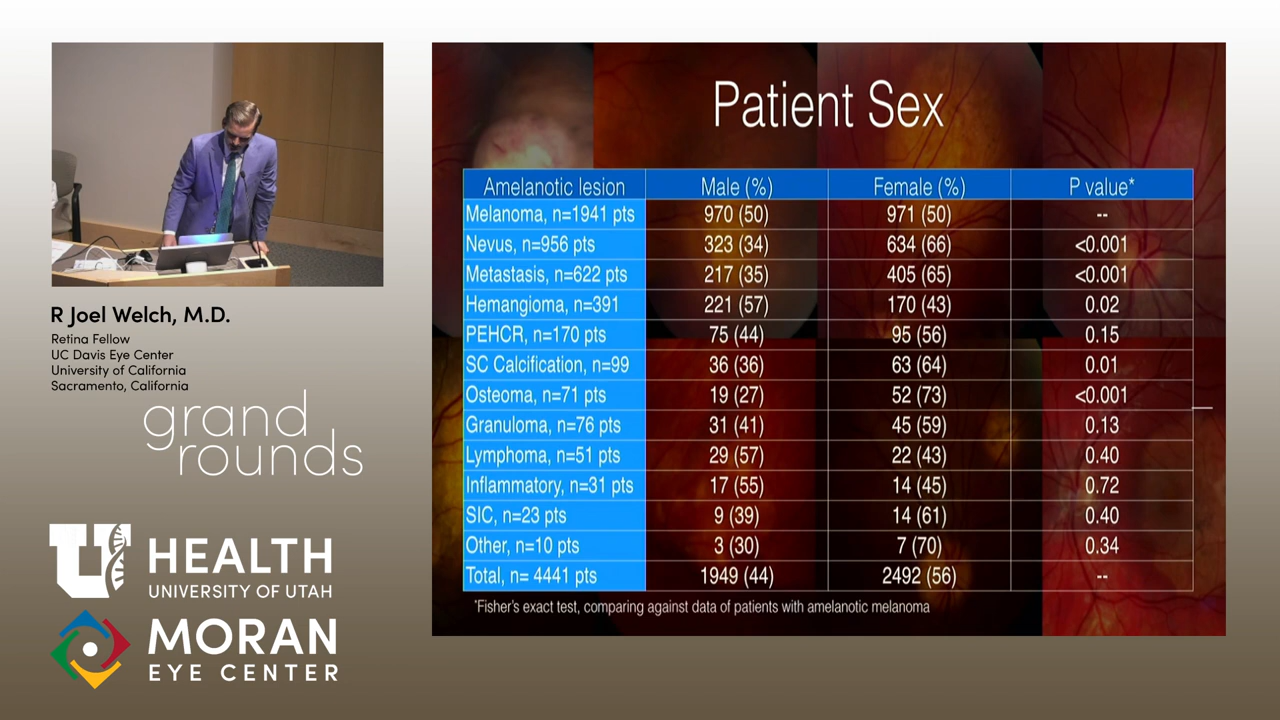 Patient Sex
Amelanotic lesion Male (%) Female (%) P value*
Melanoma, n=1941 pts 970 (50) 971 (50) --
Nevus, n=956 pts 323 (34) 634 (66) <0.001
Metastasis, n=622 pts 217 (35) 405 (65) <0.001
Hemangioma, n=391 221 (57) 170 (43) 0.02
PEHCR, n=170 pts 75 (44) 95 (56) 0.15
SC Calcification, n=99 36 (36) 63 (64) 0.01
Osteoma, n=71 pts 19 (27) 52 (73) <0.001
Granuloma, n=76 pts 31 (41) 45 (59) 0.13
Lymphoma, n=51 pts 29 (57) 22 (43) 0.40
Inflammatory, n=31 pts 17 (55) 14 (45) 0.72
SIC, n=23 pts 9 (39) 14 (61) 0.40
Other, n=10 pts 3 (30) 7 (70) 0.34
Total, n= 4441 pts 1949 (44) 2492 (56) --
*Fisher's exact test, comparing against data of patients with amelanotic melanoma
R Joel Welch, M.D.
Retina Fellow
UC Davis Eye Center
University of California
Sacramento, California
grand
rounds
U HEALTH
UNIVERSITY OF UTAH
MORAN
EYE CENTER